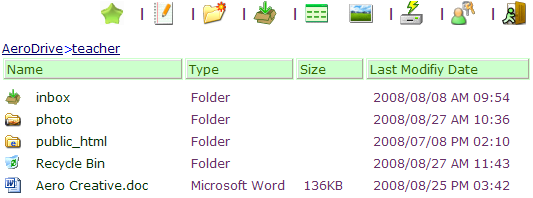 AeroDrive>teacher
Name Type Size Last Modifiy Date
inbox Folder 2008/08/08 AM 09:54
photo Folder 2008/08/27 AM 10:36
public_html Folder 2008/07/08 PM 02:10
Recycle Bin Folder 2008/08/27 AM 11:43
Aero Creative.doc Microsoft Word 136KB 2008/08/25 PM 03:42